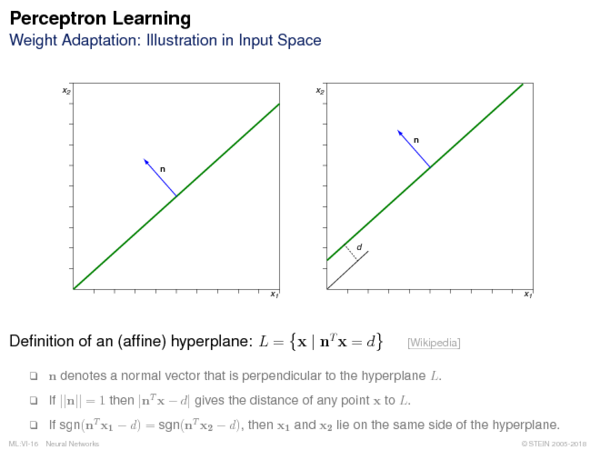 Perceptron Learning
Weight Adaptation: Illustration in Input Space
x₂
n
x₁
x₂
n
d
x₁
Definition of an (affine) hyperplane: L = {x | nᵀx = d} [Wikipedia]
❑ n denotes a normal vector that is perpendicular to the hyperplane L.
❑ If ||n|| = 1 then |nᵀx − d| gives the distance of any point x to L.
❑ If sgn(nᵀx₁ − d) = sgn(nᵀx₂ − d), then x₁ and x₂ lie on the same side of the hyperplane.
ML:VI-16 Neural Networks © STEIN 2005-2018